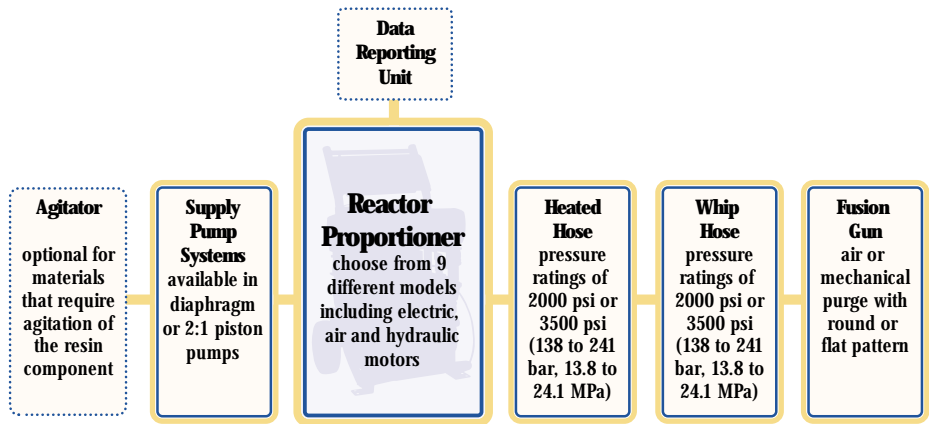 Data
Reporting
Unit
Agitator
optional for
materials
that require
agitation of
the resin
component
Supply
Pump
Systems
available in
diaphragm
or 2:1 piston
pumps
Reactor
Proportioner
choose from 9
different models
including electric,
air and hydraulic
motors
Heated
Hose
pressure
ratings of
2000 psi or
3500 psi
(138 to 241
bar, 13.8 to
24.1 MPa)
Whip
Hose
pressure
ratings of
2000 psi or
3500 psi
(138 to 241
bar, 13.8 to
24.1 MPa)
Fusion
Gun
air or
mechanical
purge with
round or
flat pattern